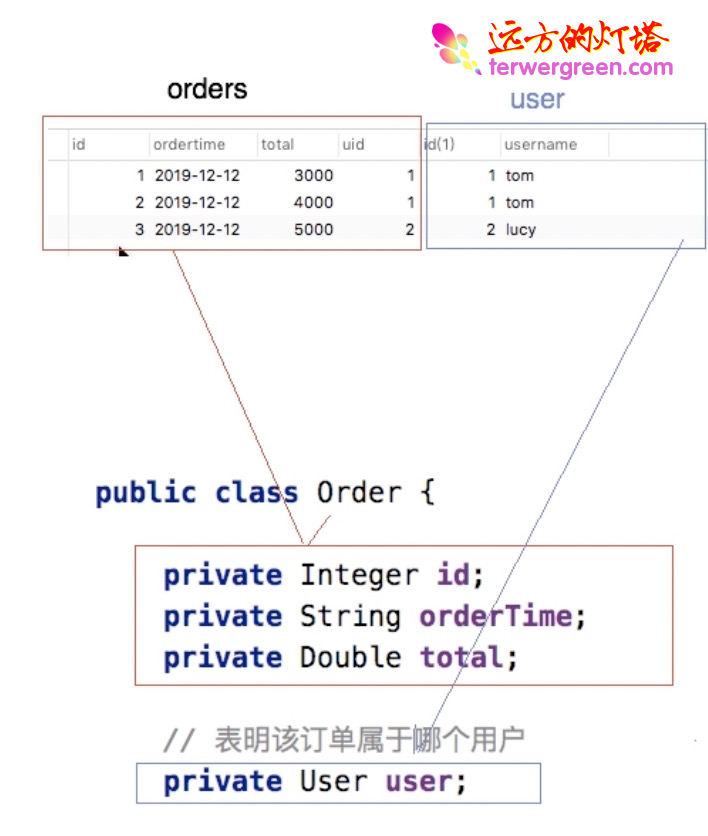 远方的灯塔
terwergreen.com
orders
user
id ordertime total uid id(1) username
1 2019-12-12 3000 1 1 tom
2 2019-12-12 4000 1 1 tom
3 2019-12-12 5000 2 2 lucy
public class Order {
private Integer id;
private String orderTime;
private Double total;
// 表明该订单属于哪个用户
private User user;